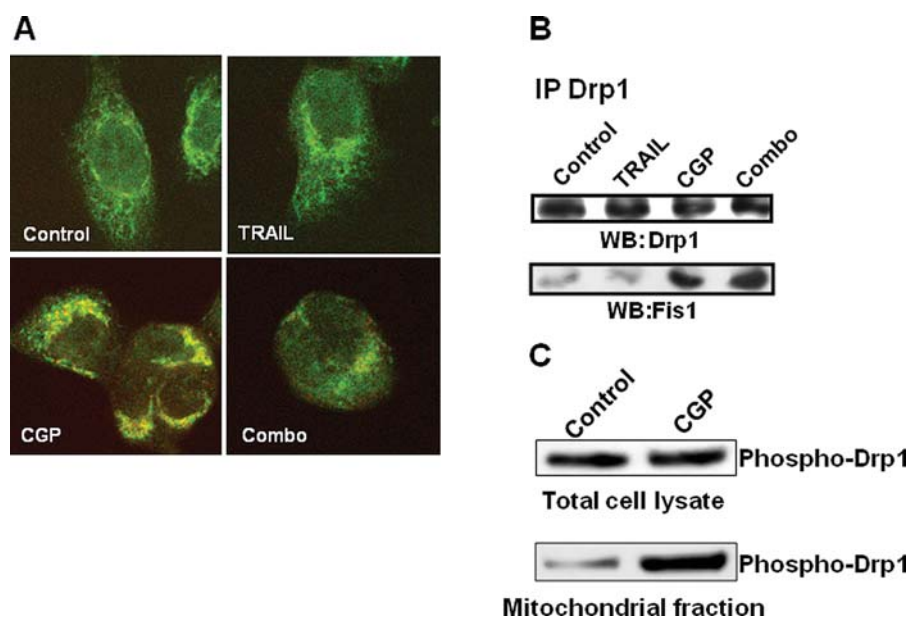 A
Control
TRAIL
CGP
Combo
B
IP Drp1
Control
TRAIL
CGP
Combo
WB:Drp1
WB:Fis1
C
Control
CGP
Phospho-Drp1
Total cell lysate
Phospho-Drp1
Mitochondrial fraction